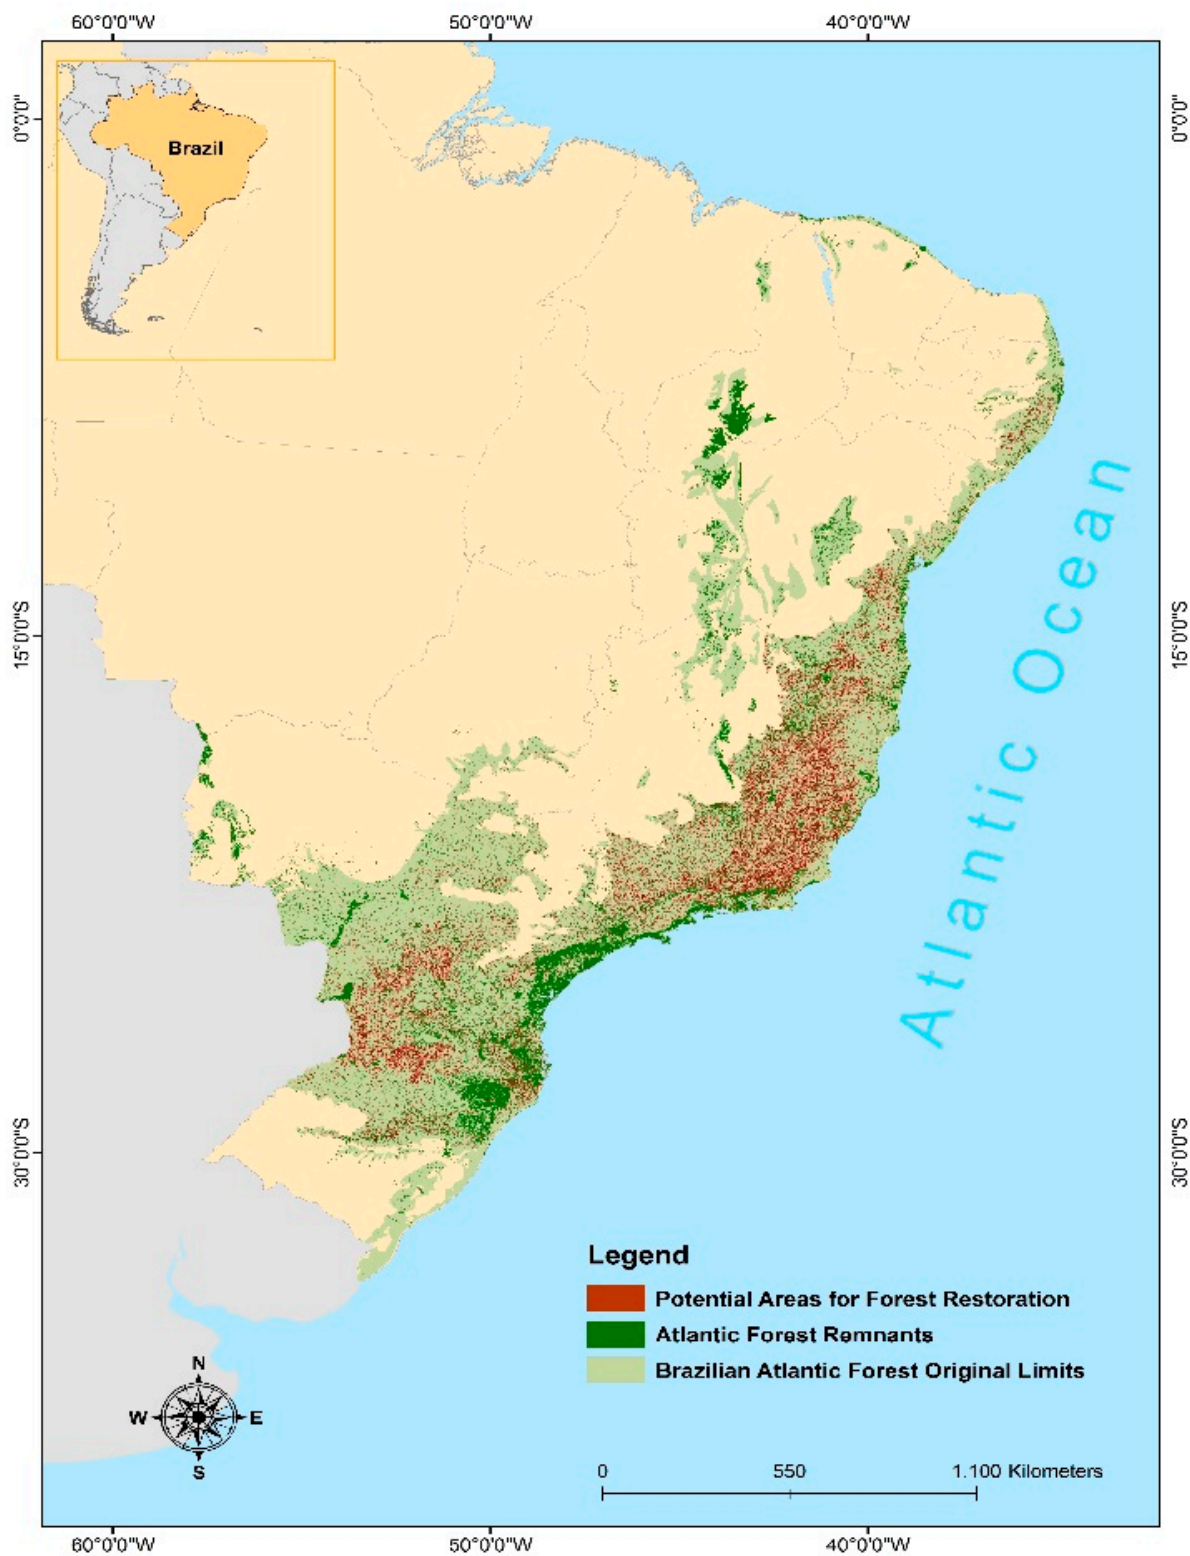 60°0'0"W 50°0'0"W 40°0'0"W
0°0'0"
0°0'0"
Brazil
Atlantic Ocean
15°0'0"S
15°0'0"S
30°0'0"S
30°0'0"S
Legend
Potential Areas for Forest Restoration
Atlantic Forest Remnants
Brazilian Atlantic Forest Original Limits
N
W E
S
0 550 1.100 Kilometers
60°0'0"W 50°0'0"W 40°0'0"W